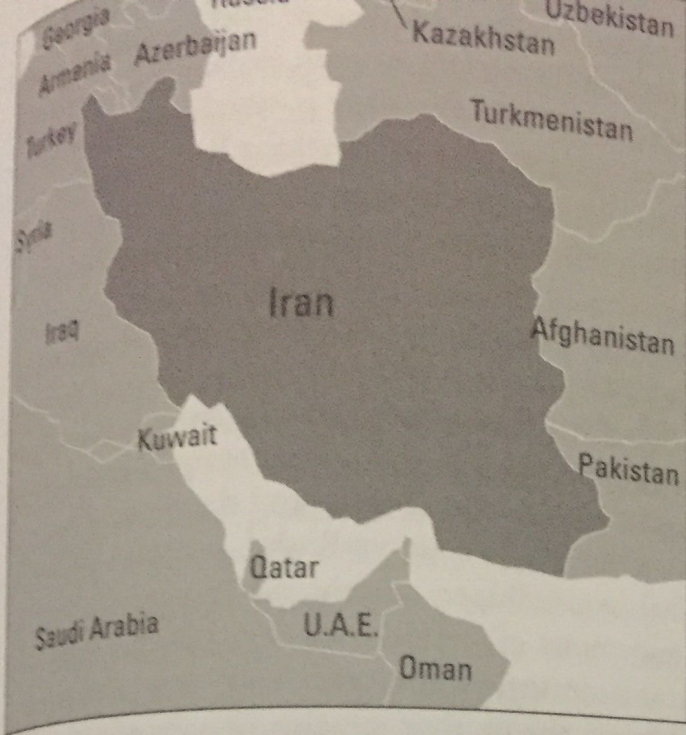 Georgia
Uzbekistan
Azerbaijan
Kazakhstan
Armenia
Turkmenistan
Turkey
Syria
Iran
Iraq
Afghanistan
Kuwait
Pakistan
Qatar
Saudi Arabia
U.A.E.
Oman